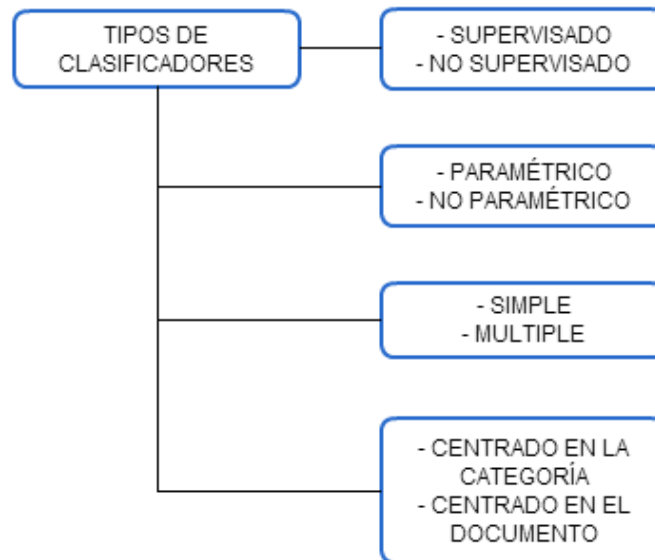 TIPOS DE
CLASIFICADORES
- SUPERVISADO
- NO SUPERVISADO
- PARAMÉTRICO
- NO PARAMÉTRICO
- SIMPLE
- MULTIPLE
- CENTRADO EN LA
CATEGORÍA
- CENTRADO EN EL
DOCUMENTO